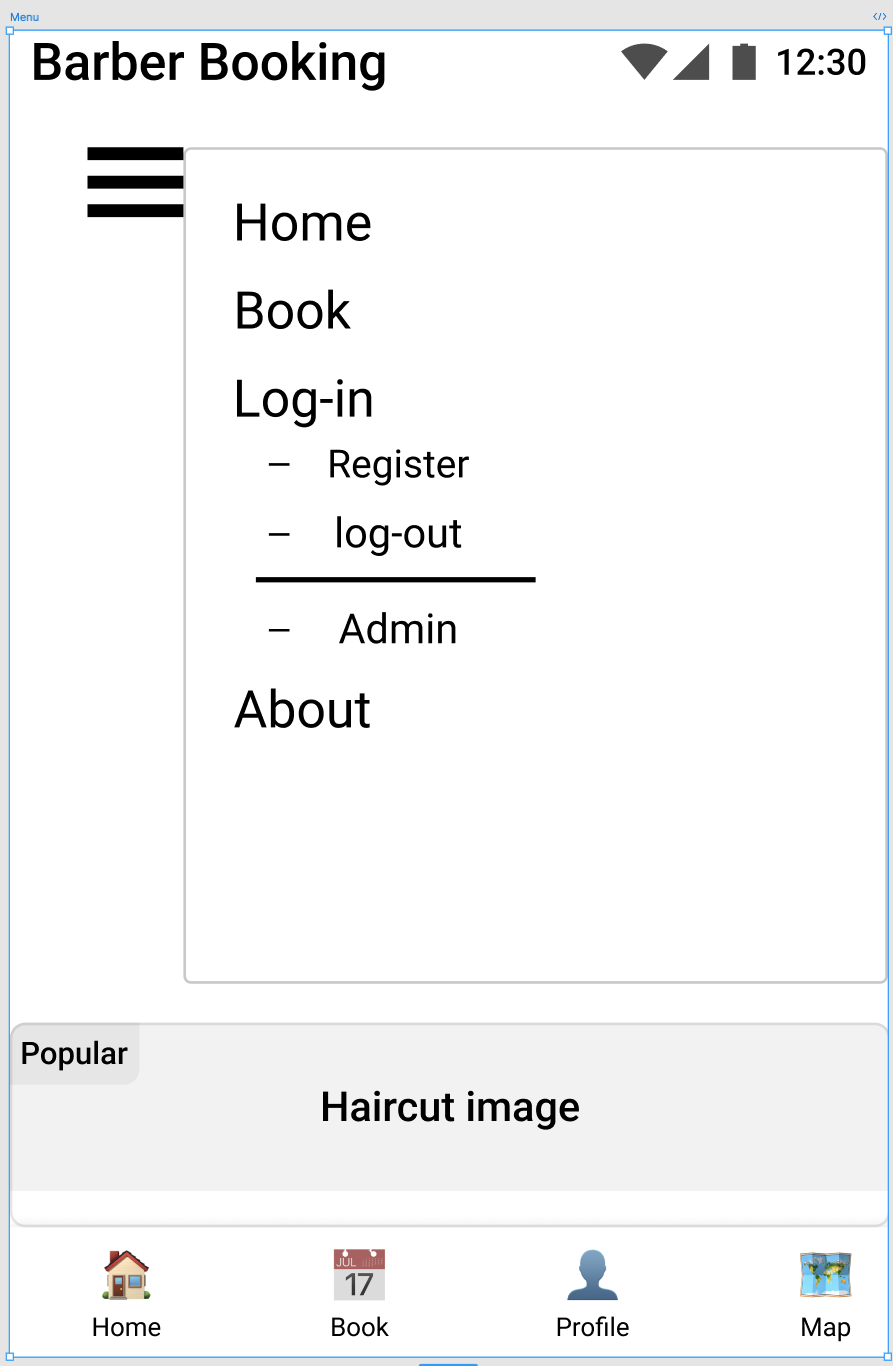 Menu
</>
Barber Booking 12:30
Home
Book
Log-in
– Register
– log-out
– Admin
About
Popular
Haircut image
JUL
17
Home Book Profile Map